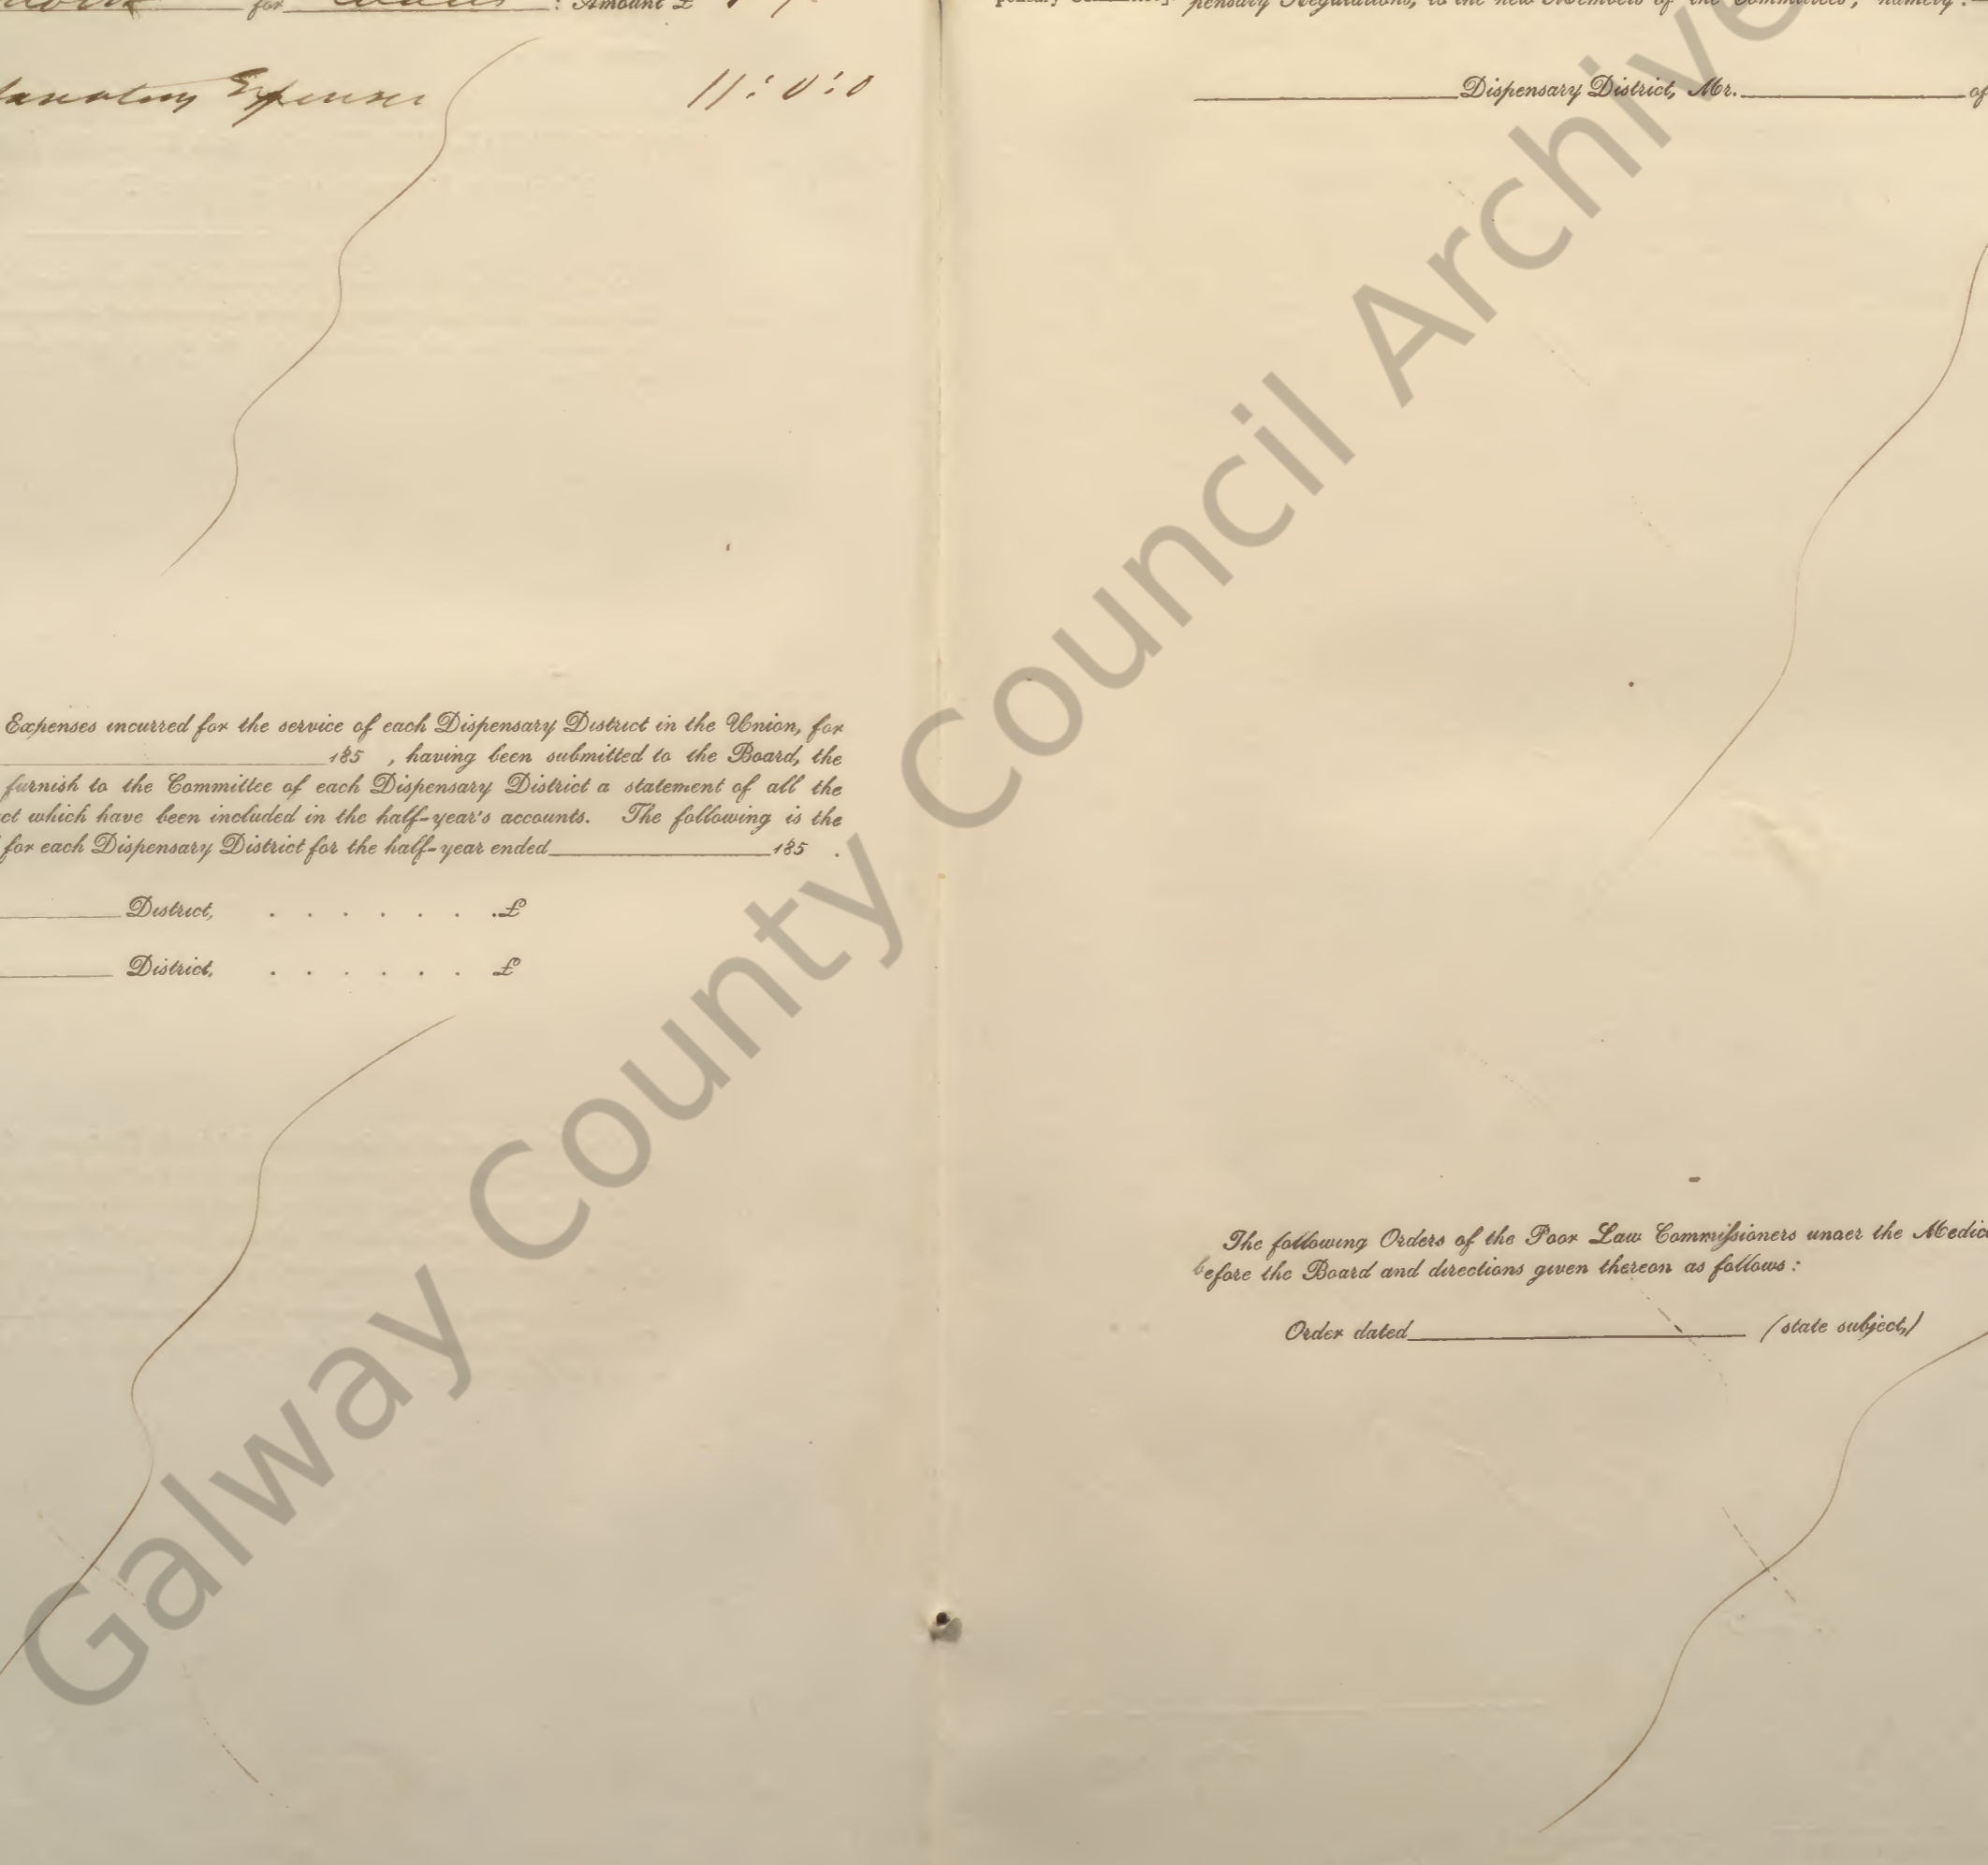 for : Amount £
Expenses 11:0:0
Expenses incurred for the service of each Dispensary District in the Union, for
185 , having been submitted to the Board, the
furnish to the Committee of each Dispensary District a statement of all the
ct which have been included in the half-year's accounts. The following is the
for each Dispensary District for the half-year ended 185 .
District, . . . . . . .£
District, . . . . . . £
pensary Regulations, to the new Members of the Committees, namely:—
Dispensary District, Mr. of
The following Orders of the Poor Law Commissioners under the Medic
before the Board and directions given thereon as follows:
Order dated (state subject,)
Galway County Council Archive